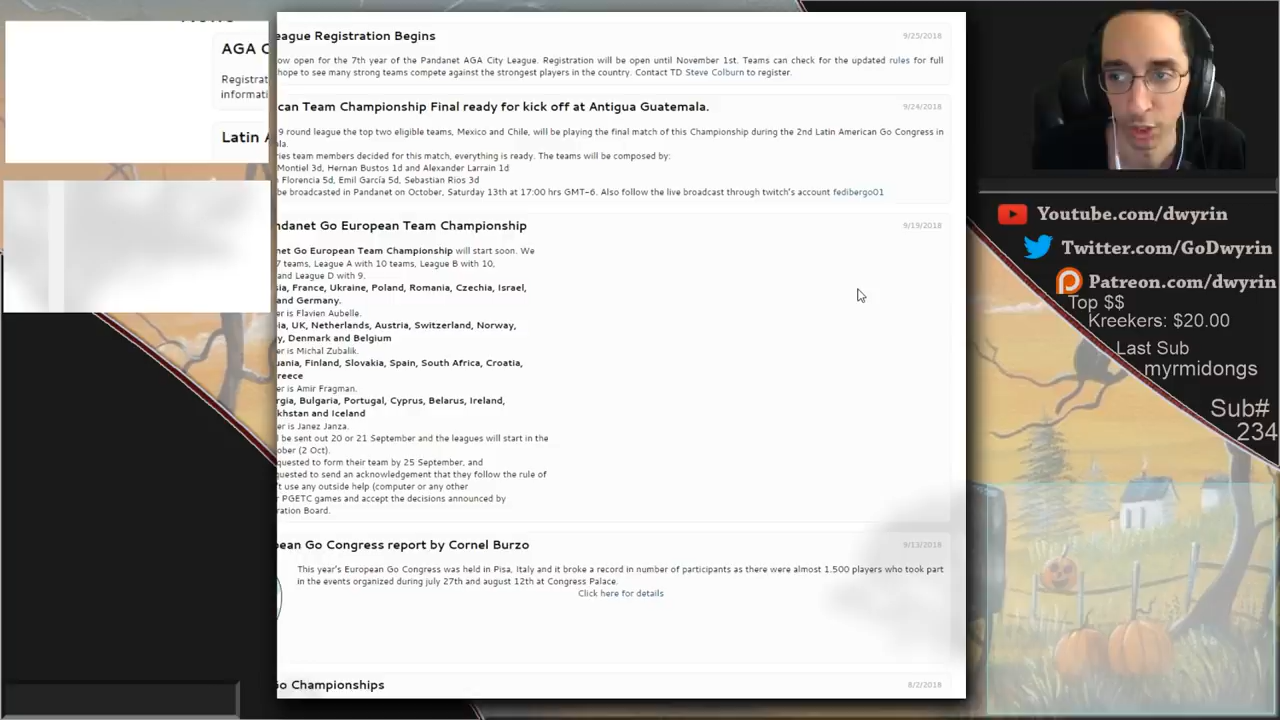 AGA C
Registra
informati
Latin A
eague Registration Begins
9/25/2018
ow open for the 7th year of the Pandanet AGA City League. Registration will be open until November 1st. Teams can check for the updated rules for full
hope to see many strong teams compete against the strongest players in the country. Contact TD Steve Colburn to register.
can Team Championship Final ready for kick off at Antigua Guatemala.
9/24/2018
9 round league the top two eligible teams, Mexico and Chile, will be playing the final match of this Championship during the 2nd Latin American Go Congress in
la.
ries team members decided for this match, everything is ready. The teams will be composed by:
Montiel 3d, Hernan Bustos 1d and Alexander Larrain 1d
Florencia 5d, Emil García 5d, Sebastian Rios 3d
be broadcasted in Pandanet on October, Saturday 13th at 17:00 hrs GMT-6. Also follow the live broadcast through twitch's account fedibergo01
ndanet Go European Team Championship
9/19/2018
net Go European Team Championship will start soon. We
7 teams, League A with 10 teams, League B with 10,
and League D with 9.
sia, France, Ukraine, Poland, Romania, Czechia, Israel,
and Germany.
er is Flavien Aubelle.
ia, UK, Netherlands, Austria, Switzerland, Norway,
y, Denmark and Belgium
er is Michal Zubalik.
uania, Finland, Slovakia, Spain, South Africa, Croatia,
reece
er is Amir Fragman.
rgia, Bulgaria, Portugal, Cyprus, Belarus, Ireland,
khstan and Iceland
er is Janez Janza.
l be sent out 20 or 21 September and the leagues will start in the
ober (2 Oct).
quested to form their team by 25 September, and
quested to send an acknowledgement that they follow the rule of
't use any outside help (computer or any other
r PGETC games and accept the decisions announced by
ration Board.
pean Go Congress report by Cornel Burzo
9/13/2018
This year's European Go Congress was held in Pisa, Italy and it broke a record in number of participants as there were almost 1.500 players who took part
in the events organized during july 27th and august 12th at Congress Palace.
Click here for details
Go Championships
8/2/2018
Youtube.com/dwyrin
Twitter.com/GoDwyrin
Patreon.com/dwyrin
Top $$
Kreekers: $20.00
Last Sub
myrmidongs
Sub#
234